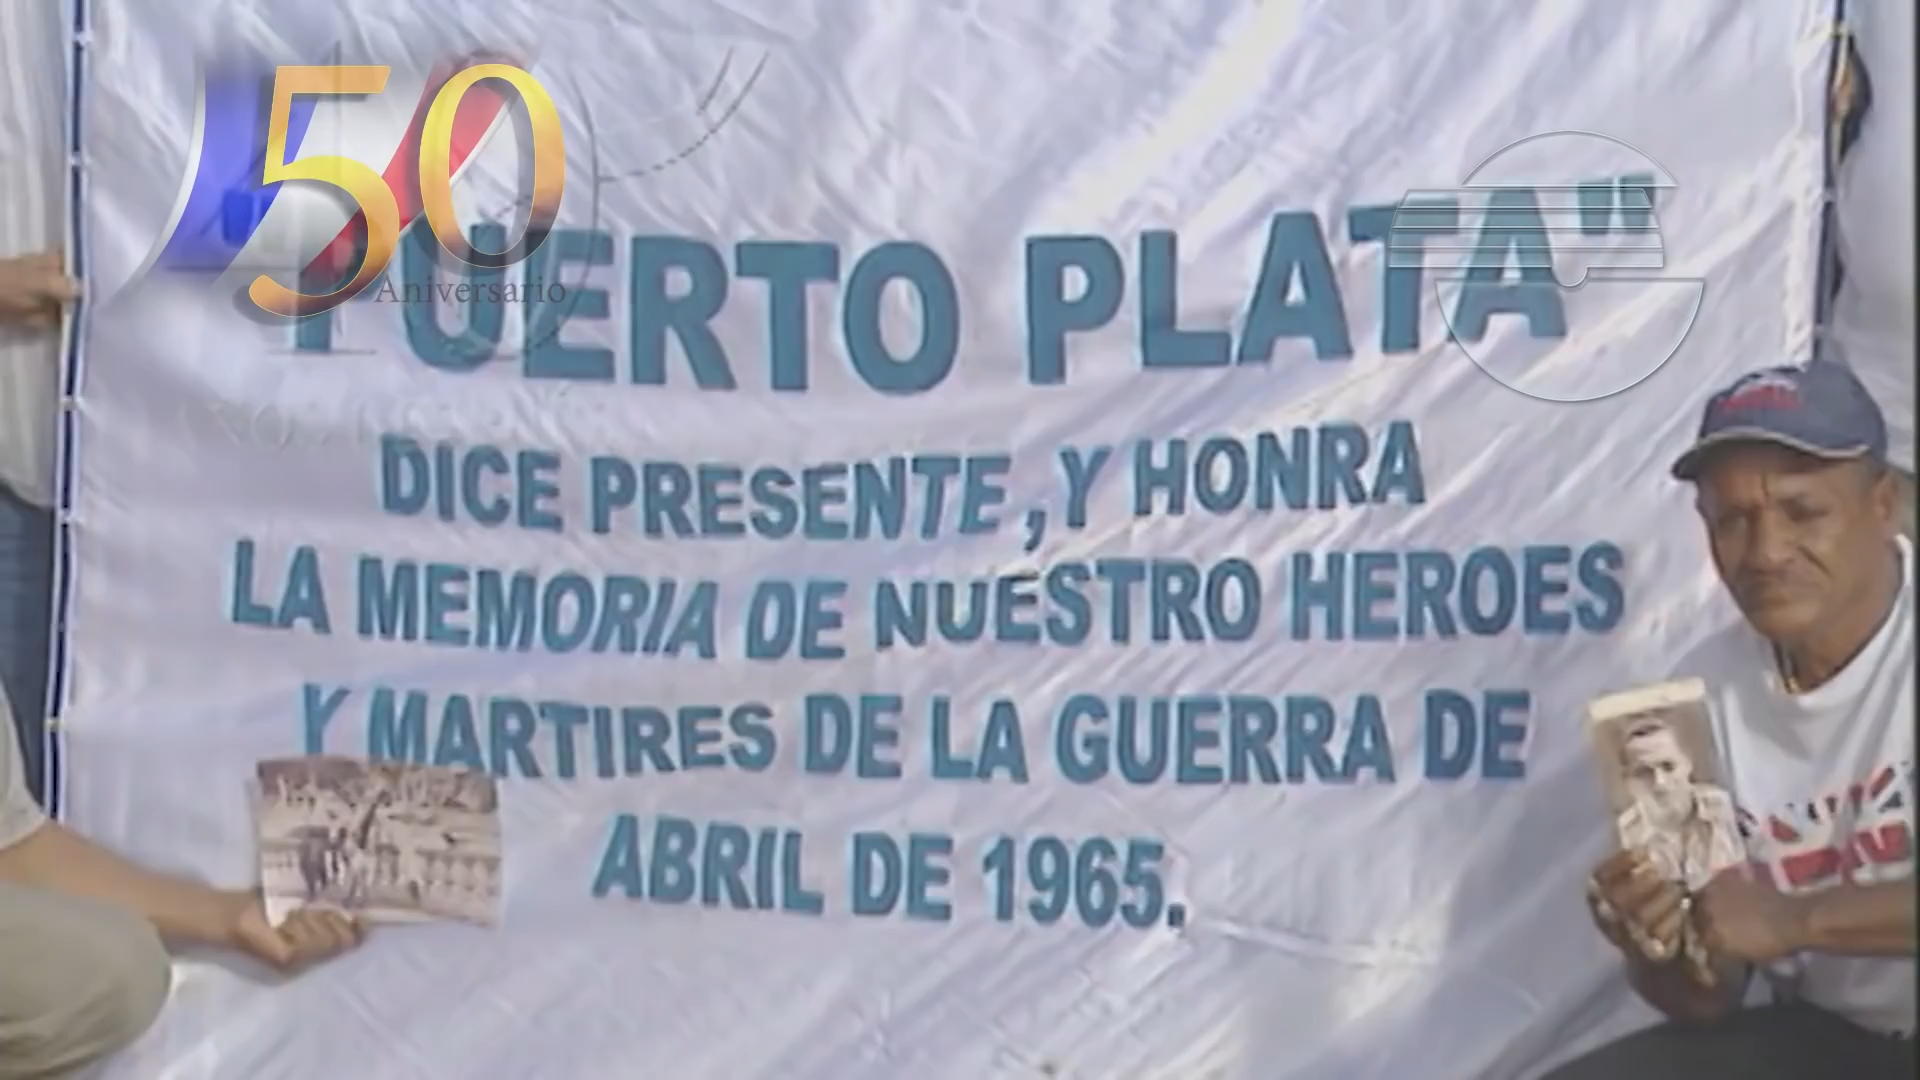 50
Aniversario
PUERTO PLATA"
DICE PRESENTE, Y HONRA
LA MEMORIA DE NUESTRO HEROES
Y MARTIRES DE LA GUERRA DE
ABRIL DE 1965.